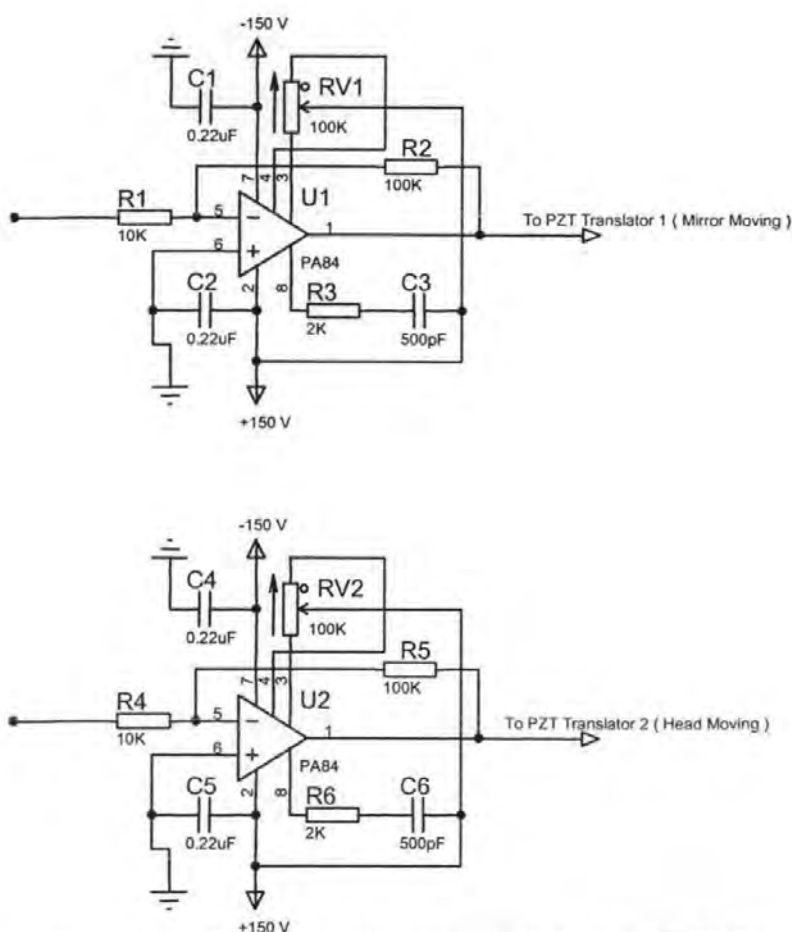 -150 V
C1
0.22uF
RV1
100K
7
4
3
R2
100K
R1
10K
5
U1
1
To PZT Translator 1 ( Mirror Moving )
6
PA84
C2
0.22uF
2
8
R3
2K
C3
500pF
+150 V
-150 V
C4
0.22uF
RV2
100K
7
4
3
R5
100K
R4
10K
5
U2
1
To PZT Translator 2 ( Head Moving )
6
PA84
C5
0.22uF
2
8
R6
2K
C6
500pF
+150 V